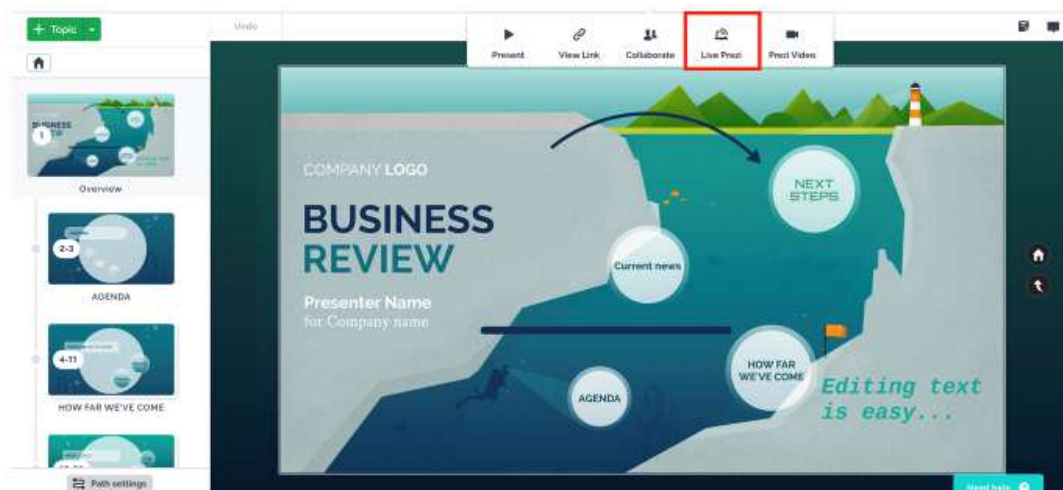 + Topic
Undo
Present
View Link
Collaborate
Live Prezi
Prezi Video
1
Overview
2-3
AGENDA
4-11
HOW FAR WE'VE COME
Path settings
COMPANY LOGO
BUSINESS
REVIEW
Presenter Name
for Company name
NEXT
STEPS
Current news
HOW FAR
WE'VE COME
AGENDA
Editing text
is easy...
Need help